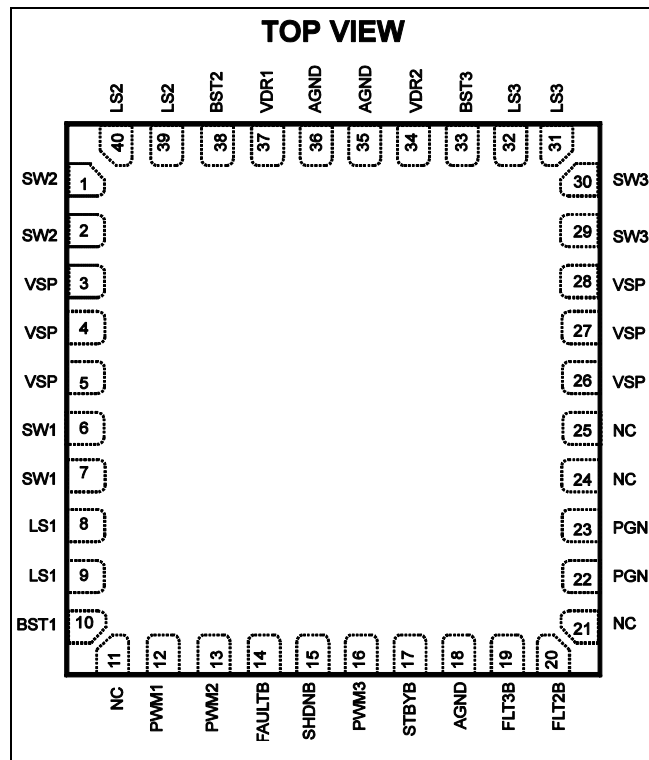 TOP VIEW
LS2 LS2 BST2 VDR1 AGND AGND VDR2 BST3 LS3 LS3
40 39 38 37 36 35 34 33 32 31
SW2 1 30 SW3
SW2 2 29 SW3
VSP 3 28 VSP
VSP 4 27 VSP
VSP 5 26 VSP
SW1 6 25 NC
SW1 7 24 NC
LS1 8 23 PGN
LS1 9 22 PGN
BST1 10 21 NC
11 12 13 14 15 16 17 18 19 20
NC PWM1 PWM2 FAULTB SHDNB PWM3 STBYB AGND FLT3B FLT2B